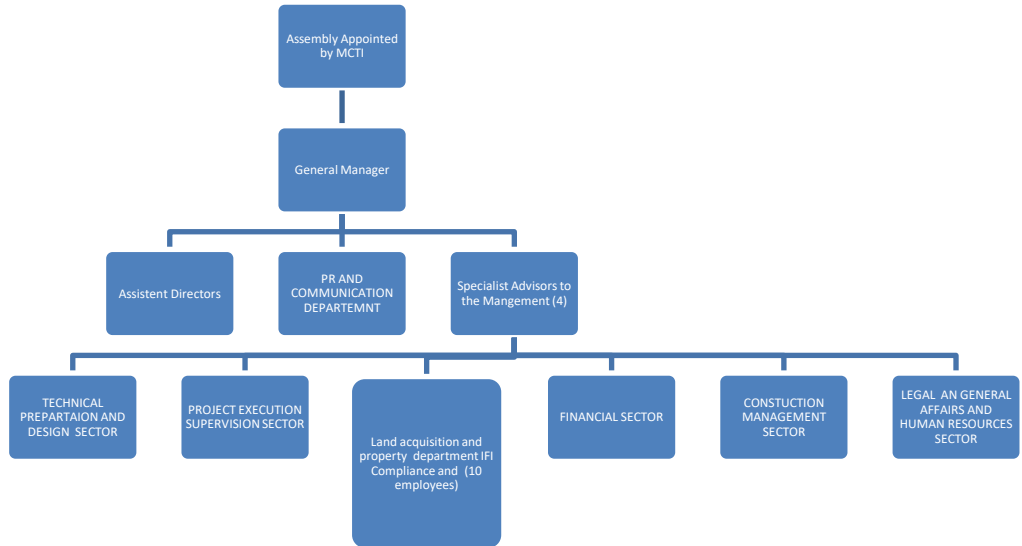 Assembly Appointed
by MCTI
General Manager
Assistent Directors
PR AND
COMMUNICATION
DEPARTEMNT
Specialist Advisors to
the Mangement (4)
TECHNICAL
PREPARTAION AND
DESIGN SECTOR
PROJECT EXECUTION
SUPERVISION SECTOR
Land acquisition and
property department IFI
Compliance and (10
employees)
FINANCIAL SECTOR
CONSTUCTION
MANAGEMENT
SECTOR
LEGAL AN GENERAL
AFFAIRS AND
HUMAN RESOURCES
SECTOR